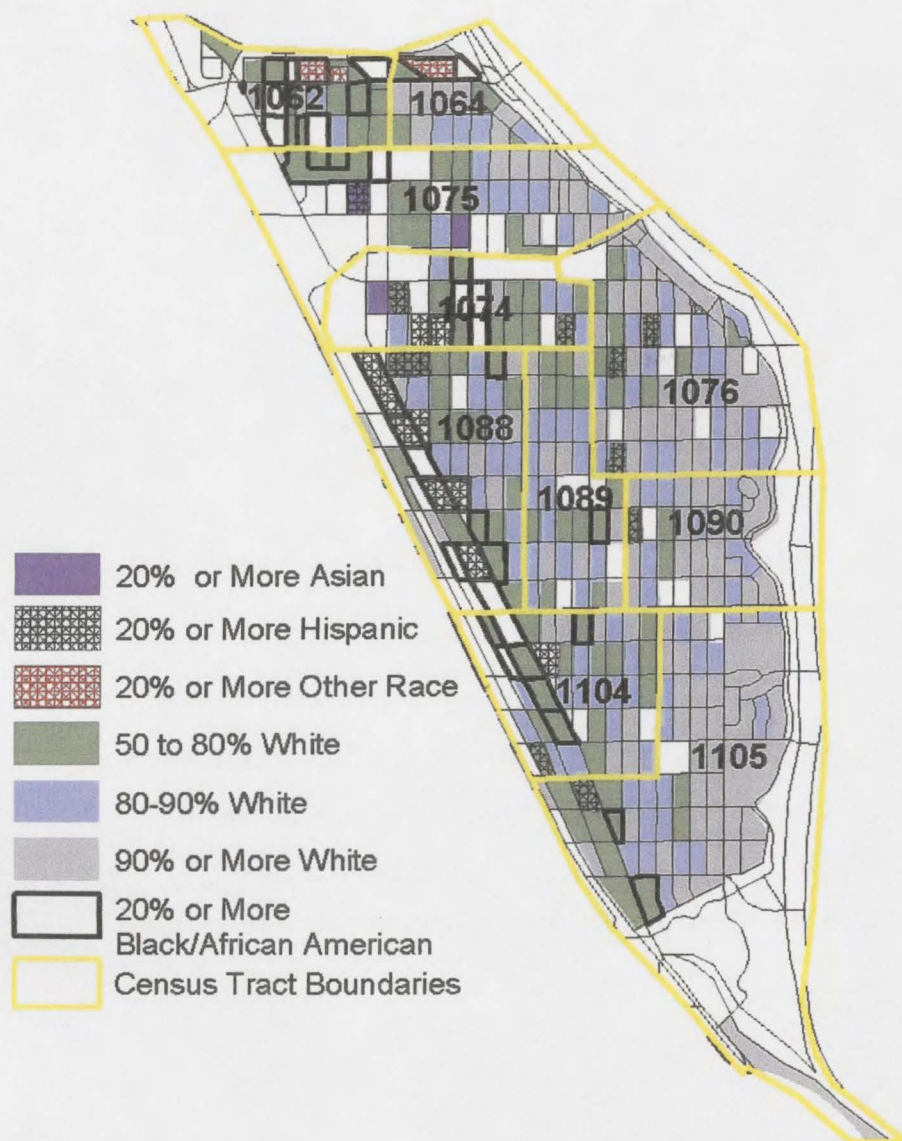 1062
1064
1075
1074
1076
1088
1089
1090
1104
1105
20% or More Asian
20% or More Hispanic
20% or More Other Race
50 to 80% White
80-90% White
90% or More White
20% or More
Black/African American
Census Tract Boundaries